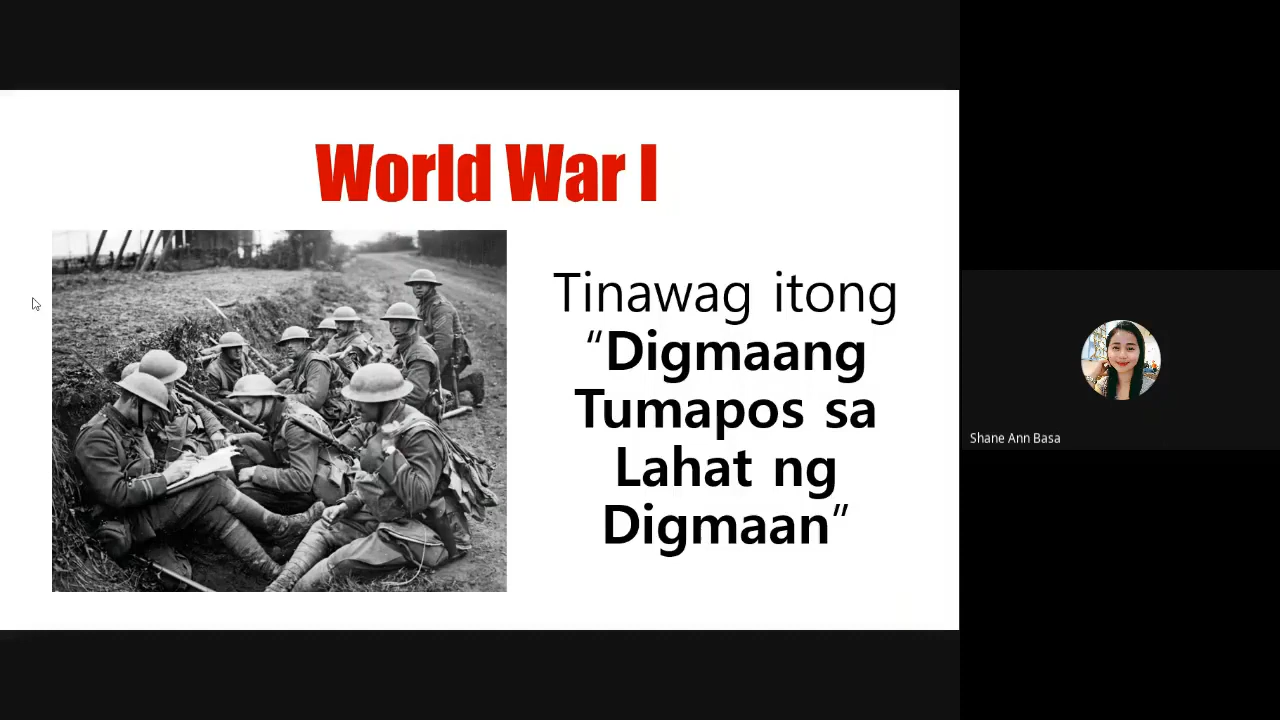 World War I
Tinawag itong
“Digmaang
Tumapos sa
Lahat ng
Digmaan”
Shane Ann Basa